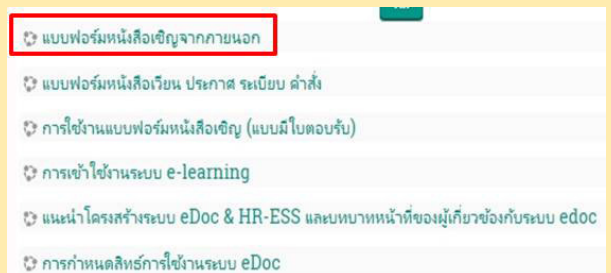 แบบฟอร์มหนังสือเชิญจากภายนอก
แบบฟอร์มหนังสือเวียน ประกาศ ระเบียบ คำสั่ง
การใช้งานแบบฟอร์มหนังสือเชิญ (แบบมีใบตอบรับ)
การเข้าใช้งานระบบ e-learning
แนะนำโครงสร้างระบบ eDoc & HR-ESS และบทบาทหน้าที่ของผู้เกี่ยวข้องกับระบบ edoc
การกำหนดสิทธ์การใช้งานระบบ eDoc